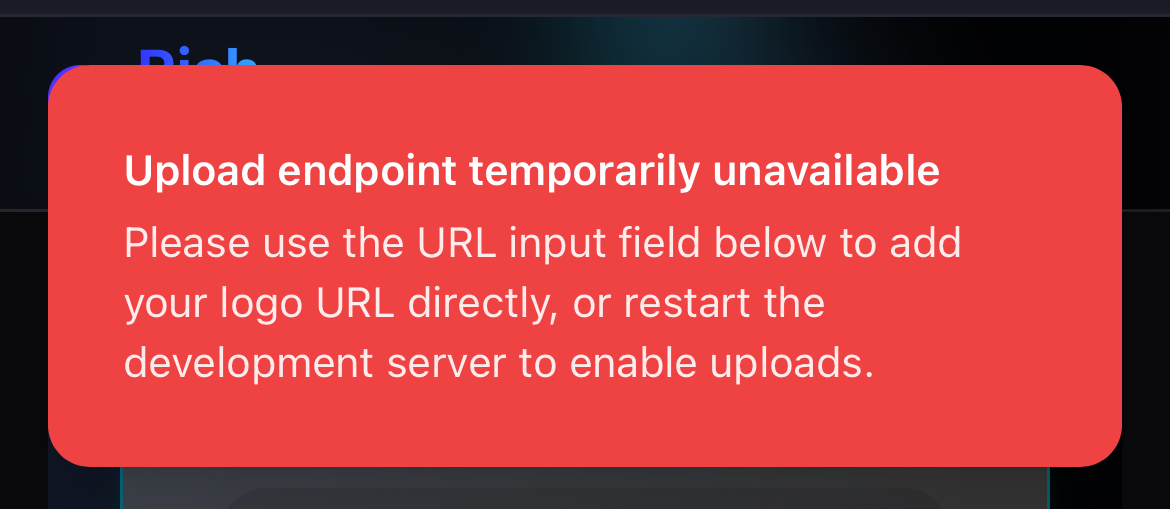 Rich
Upload endpoint temporarily unavailable
Please use the URL input field below to add
your logo URL directly, or restart the
development server to enable uploads.